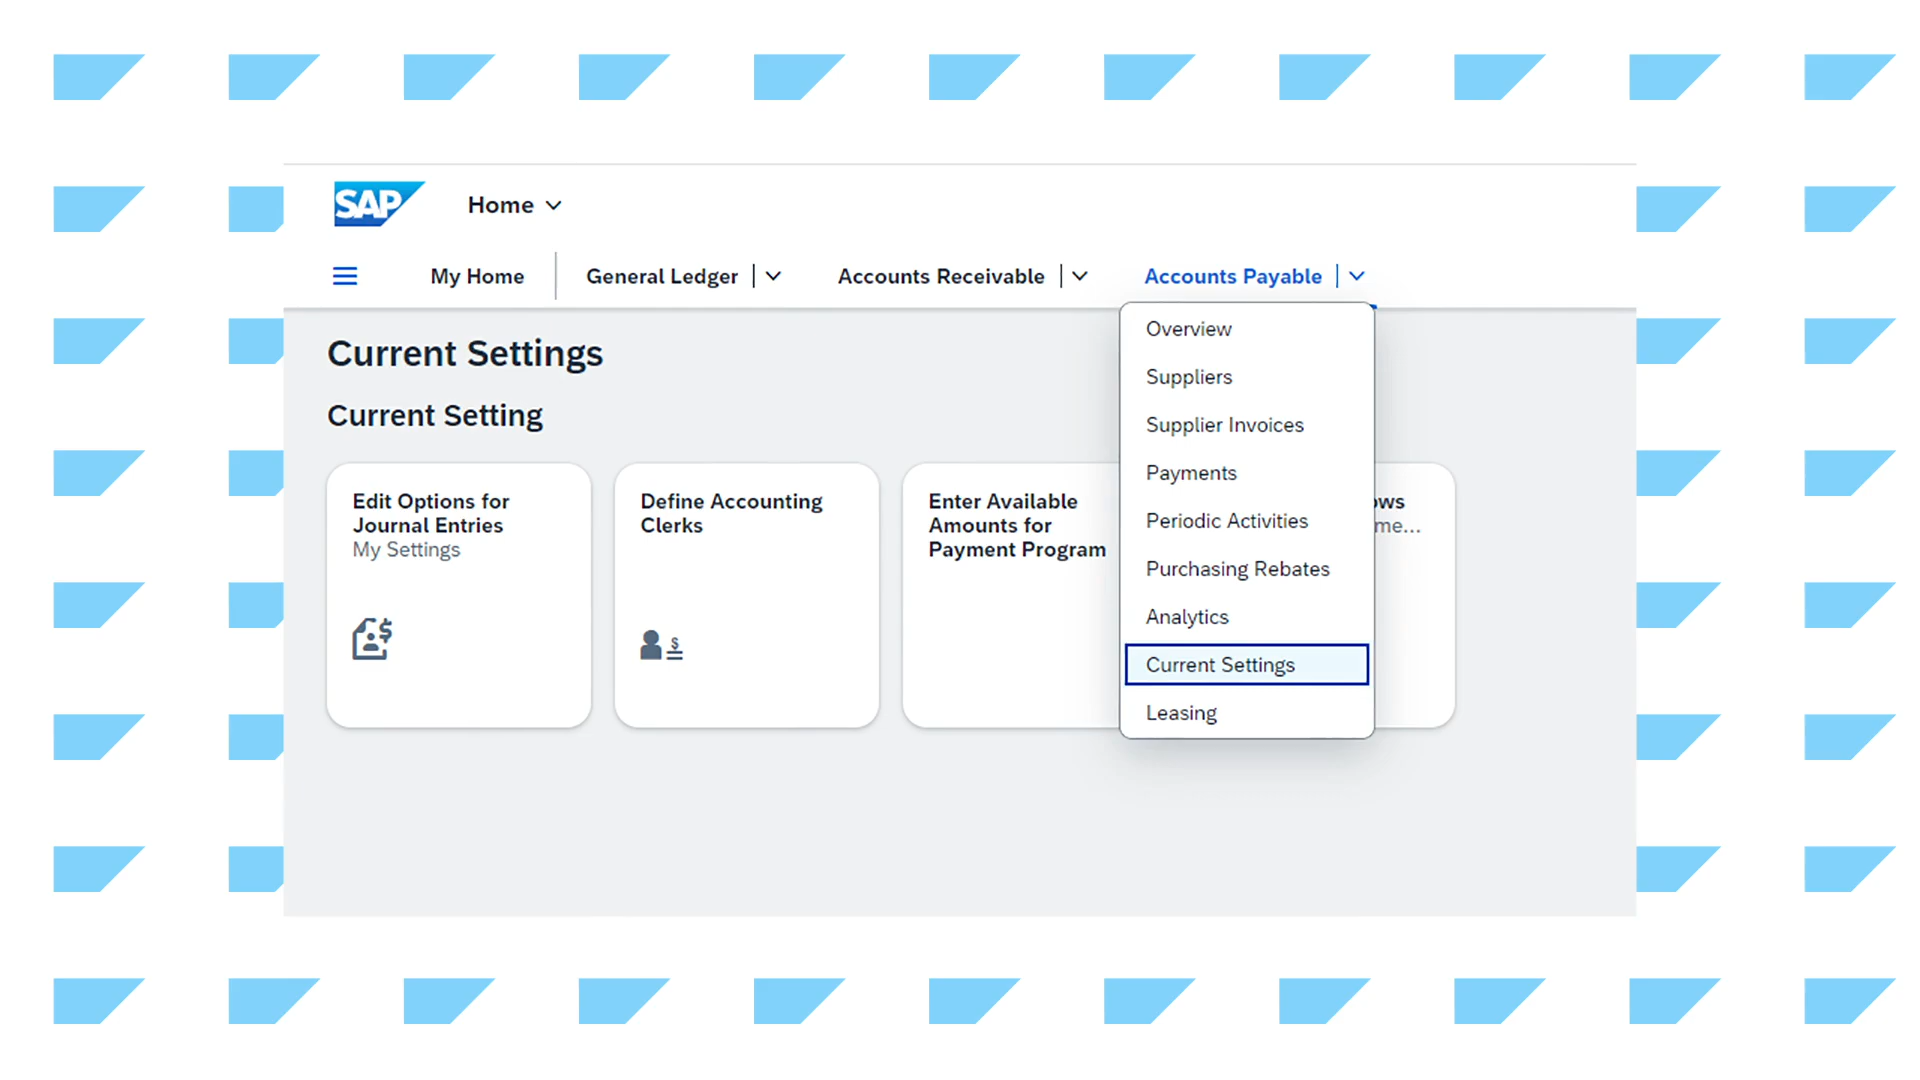 SAP
Home
My Home
General Ledger
Accounts Receivable
Accounts Payable
Current Settings
Current Setting
Edit Options for
Journal Entries
My Settings
Define Accounting
Clerks
Enter Available
Amounts for
Payment Program
Overview
Suppliers
Supplier Invoices
Payments
Periodic Activities
Purchasing Rebates
Analytics
Current Settings
Leasing